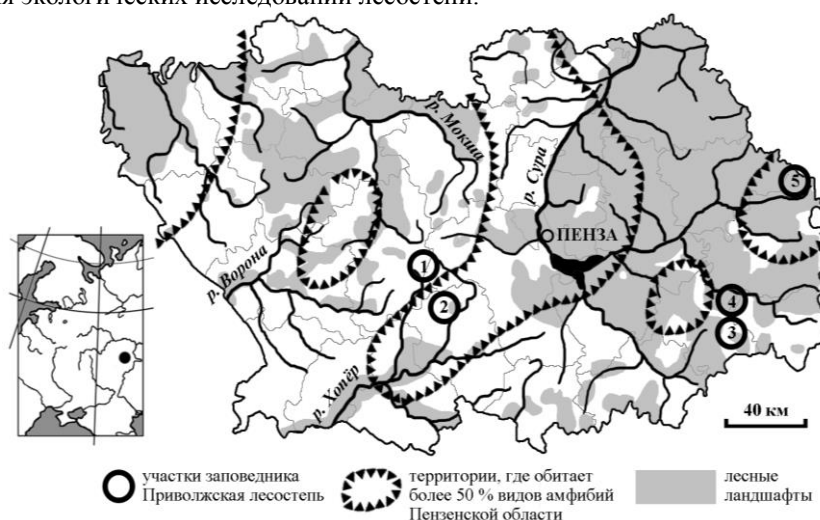 для экологических исследований лесостепи.
р. Мокша
р. Сура
5
ПЕНЗА
р. Ворона
1
2
4
3
р. Хопёр
40 км
участки заповедника
Приволжская лесостепь
территории, где обитает
более 50 % видов амфибий
Пензенской области
лесные
ландшафты